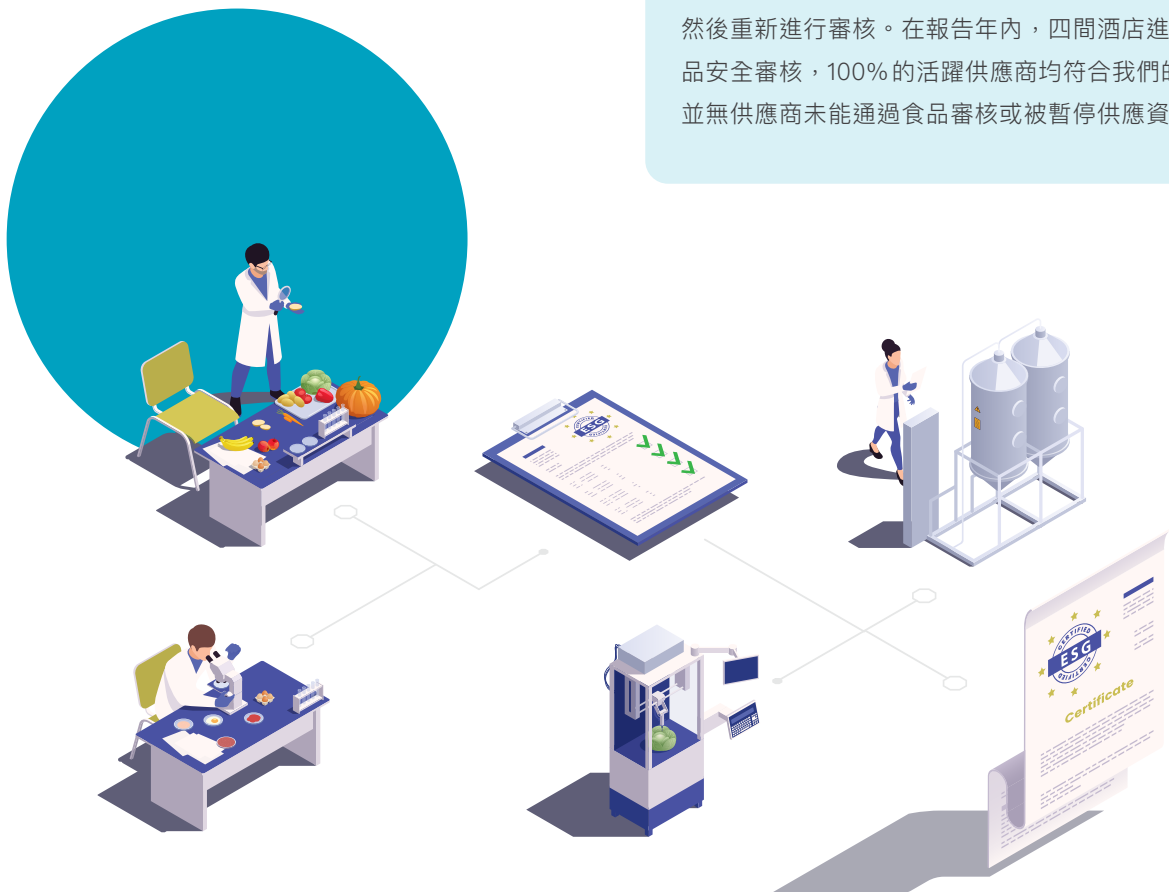 然後重新進行審核。在報告年內，四間酒店進
品安全審核，100%的活躍供應商均符合我們的
並無供應商未能通過食品審核或被暫停供應資
ESG
CERTIFIED
ESG
CERTIFIED
Certificate